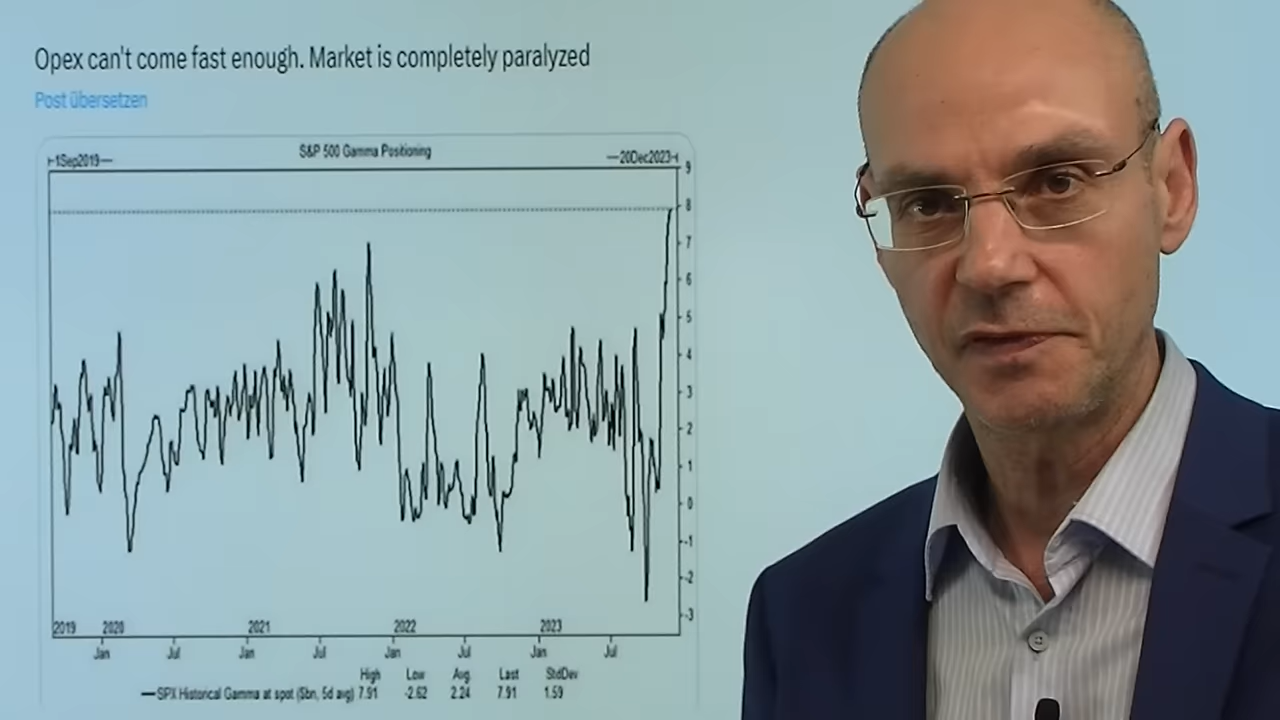 Opex can't come fast enough. Market is completely paralyzed
Post übersetzen
S&P 500 Gamma Positioning
1Sep2019
20Dec2023
9
8
7
6
5
4
3
2
1
0
-1
-2
-3
2019 2020 2021 2022 2023
Jan Jul Jan Jul Jan Jul Jan Jul
High Low Avg Last StdDev
SPX Historical Gamma at spot ($bn, 5d avg) 7.91 -2.62 2.24 7.91 1.59